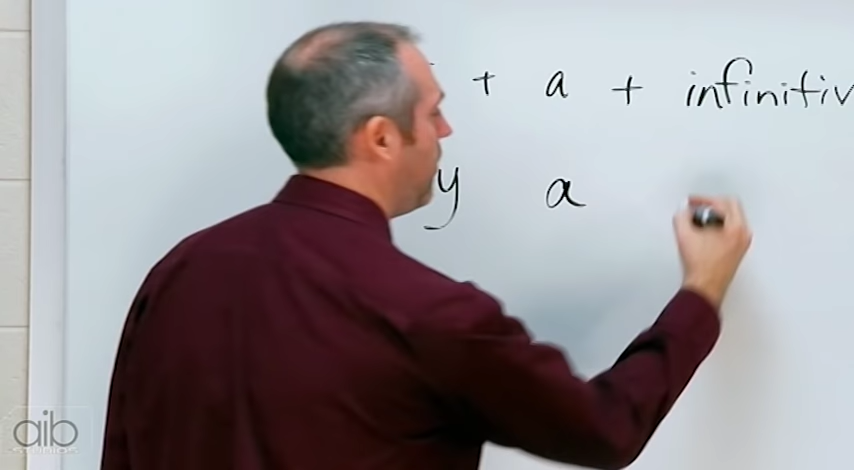 + a + infinitiv
y a
aib